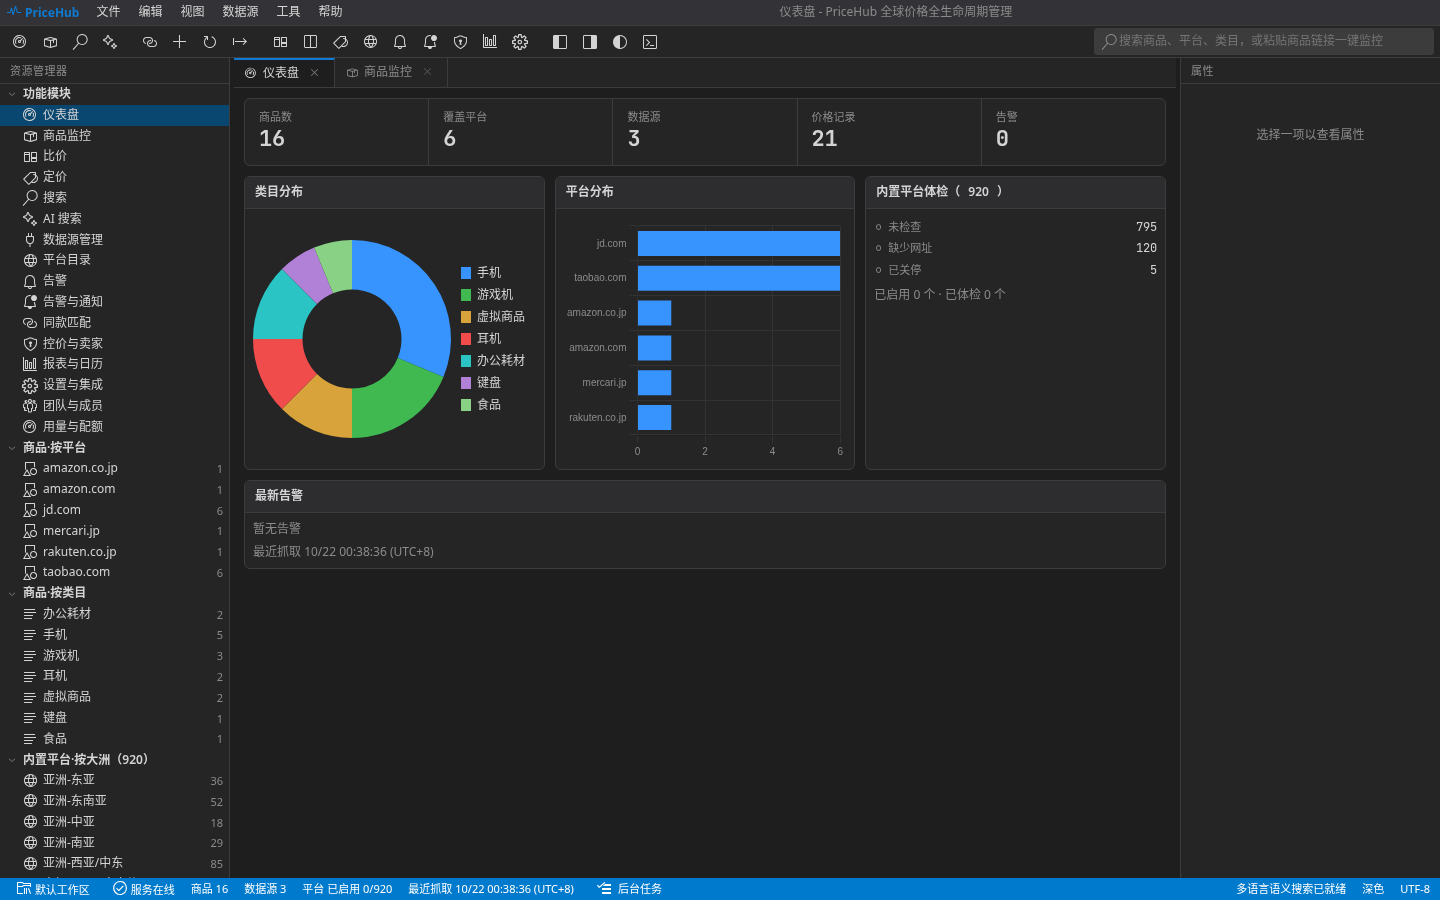 PriceHub 文件 编辑 视图 数据源 工具 帮助 仪表盘 - PriceHub 全球价格全生命周期管理
搜索商品、平台、类目，或粘贴商品链接一键监控
资源管理器
功能模块
仪表盘
商品监控
比价
定价
搜索
AI 搜索
数据源管理
平台目录
告警
告警与通知
同款匹配
控价与卖家
报表与日历
设置与集成
团队与成员
用量与配额
商品·按平台
amazon.co.jp 1
amazon.com 1
jd.com 6
mercari.jp 1
rakuten.co.jp 1
taobao.com 6
商品·按类目
办公耗材 2
手机 5
游戏机 3
耳机 2
虚拟商品 2
键盘 1
食品 1
内置平台·按大洲（920）
亚洲-东亚 36
亚洲-东南亚 52
亚洲-中亚 18
亚洲-南亚 29
亚洲-西亚/中东 85
仪表盘 商品监控
商品数 覆盖平台 数据源 价格记录 告警
16 6 3 21 0
类目分布
手机
游戏机
虚拟商品
耳机
办公耗材
键盘
食品
平台分布
jd.com
taobao.com
amazon.co.jp
amazon.com
mercari.jp
rakuten.co.jp
0 2 4 6
内置平台体检（ 920 ）
未检查 795
缺少网址 120
已关停 5
已启用 0 个 · 已体检 0 个
最新告警
暂无告警
最近抓取 10/22 00:38:36 (UTC+8)
属性
选择一项以查看属性
默认工作区 服务在线 商品 16 数据源 3 平台 已启用 0/920 最近抓取 10/22 00:38:36 (UTC+8) 后台任务 多语言语义搜索已就绪 深色 UTF-8